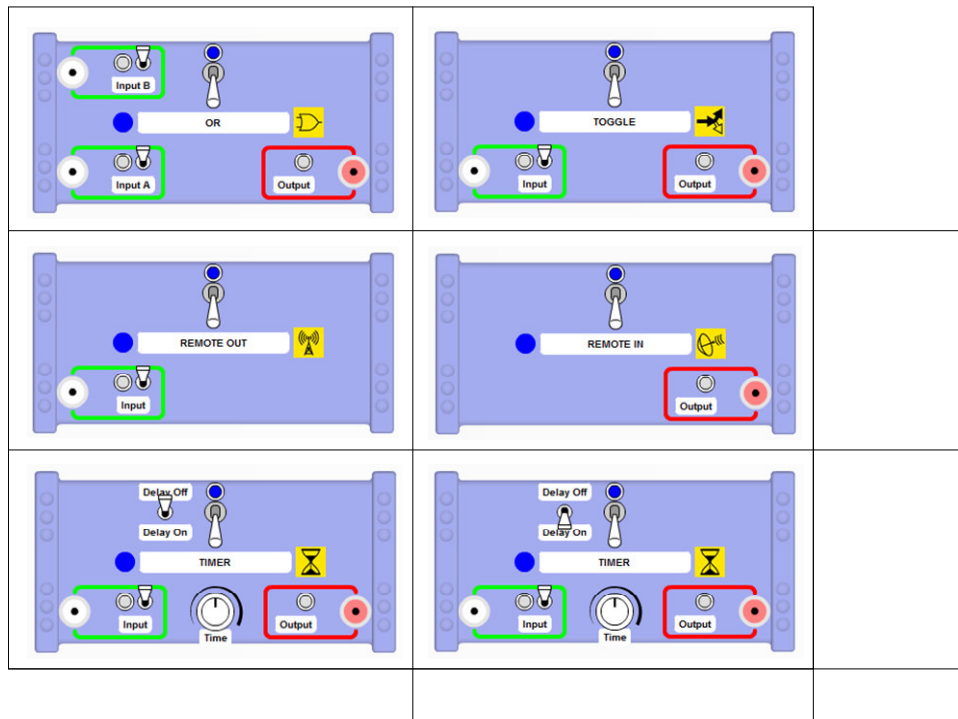 Input B
OR
Input A
Output
TOGGLE
Input
Output
REMOTE OUT
Input
REMOTE IN
Output
Delay Off
Delay On
TIMER
Input
Time
Output
Delay Off
Delay On
TIMER
Input
Time
Output